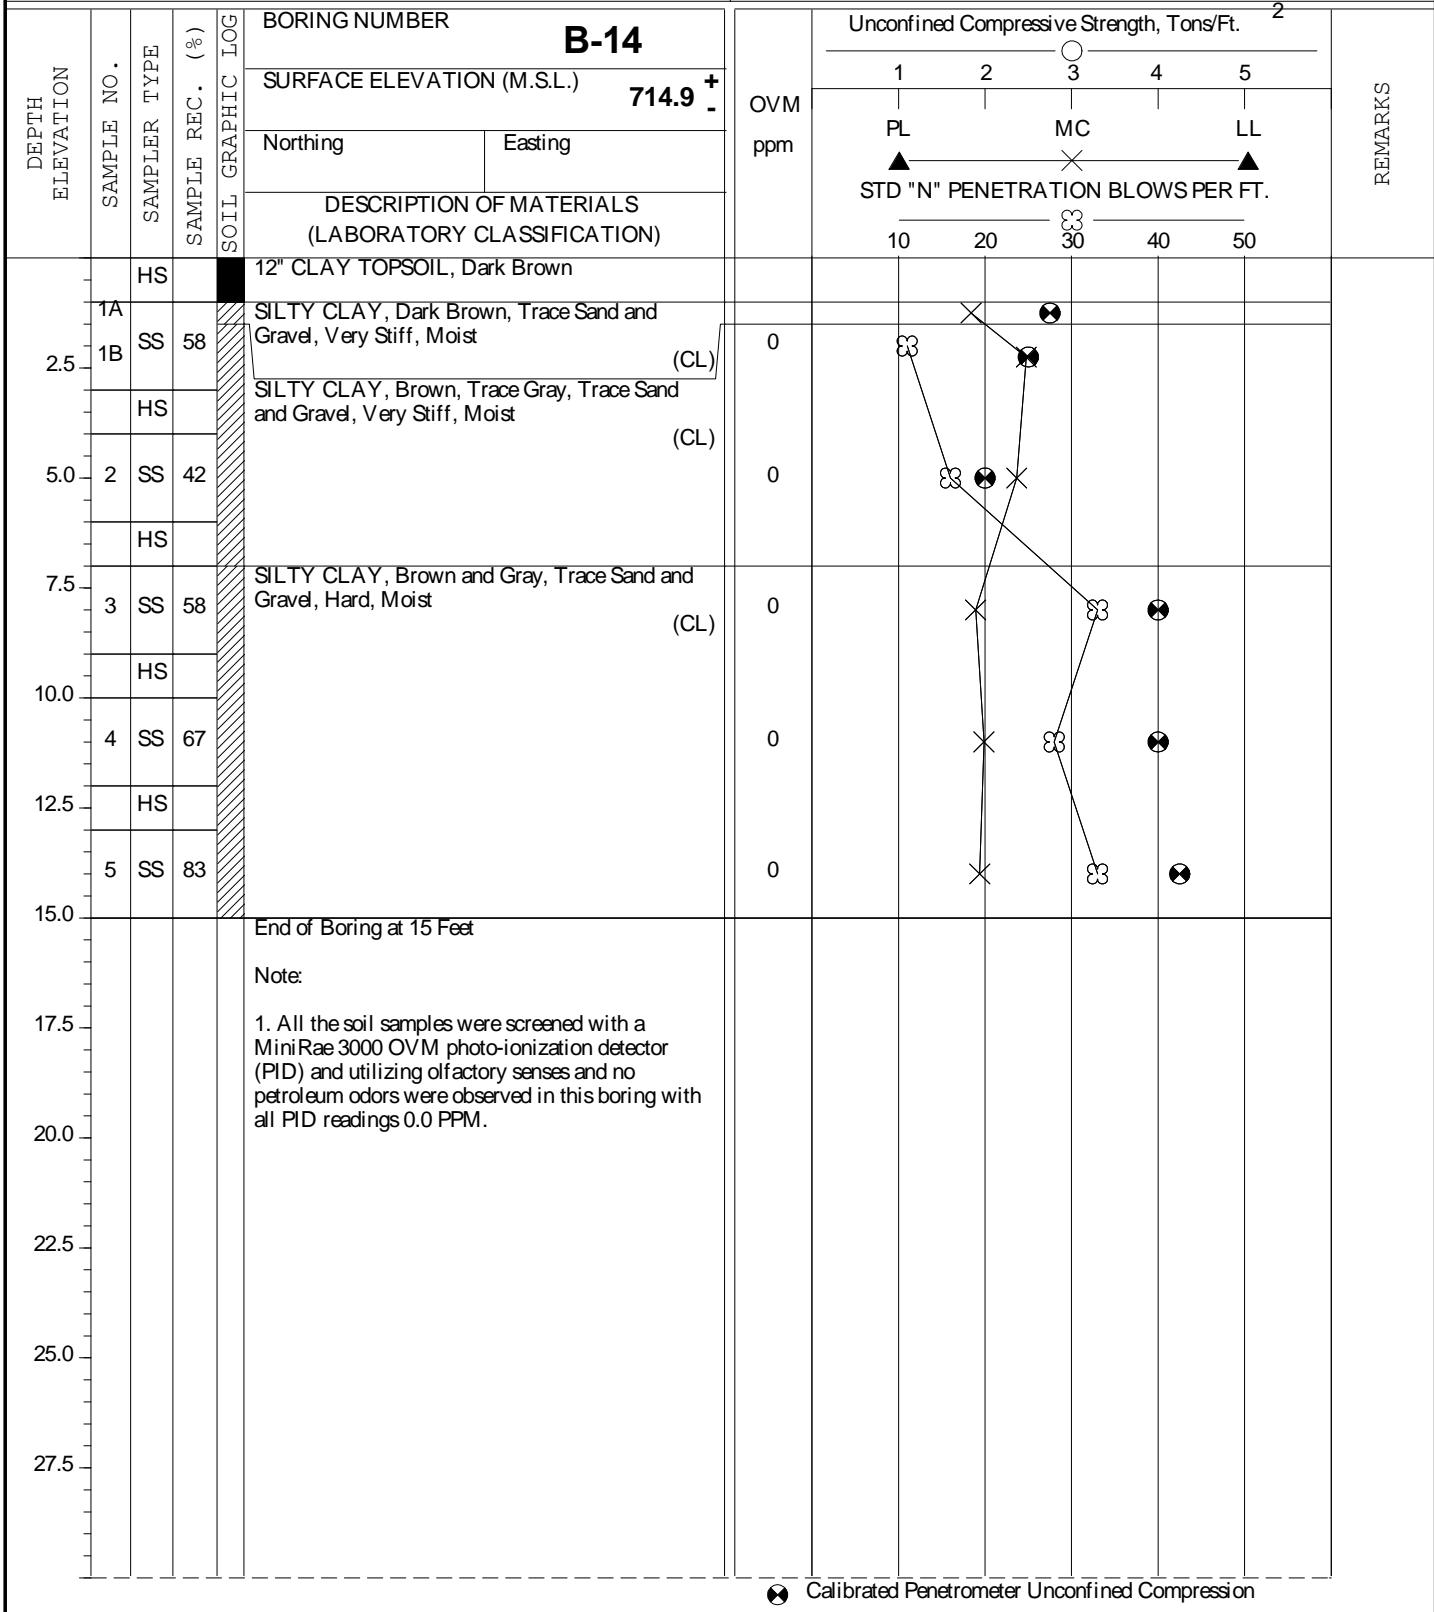 DEPTH
ELEVATION
SAMPLE NO.
SAMPLER TYPE
SAMPLE REC. (%)
SOIL GRAPHIC LOG
BORING NUMBER
B-14
SURFACE ELEVATION (M.S.L.)
714.9 +
-
Northing Easting
DESCRIPTION OF MATERIALS
(LABORATORY CLASSIFICATION)
OVM
ppm
Unconfined Compressive Strength, Tons/Ft. 2
1 2 3 4 5
PL MC LL
STD "N" PENETRATION BLOWS PER FT.
10 20 30 40 50
REMARKS
HS 12" CLAY TOPSOIL, Dark Brown
1A SILTY CLAY, Dark Brown, Trace Sand and
Gravel, Very Stiff, Moist
SS 58 0
1B (CL)
2.5
SILTY CLAY, Brown, Trace Gray, Trace Sand
HS and Gravel, Very Stiff, Moist
(CL)
5.0 2 SS 42 0
HS
7.5 SILTY CLAY, Brown and Gray, Trace Sand and
3 SS 58 Gravel, Hard, Moist 0
(CL)
HS
10.0
4 SS 67 0
12.5 HS
5 SS 83 0
15.0
End of Boring at 15 Feet
Note:
17.5 1. All the soil samples were screened with a
MiniRae 3000 OVM photo-ionization detector
(PID) and utilizing olfactory senses and no
petroleum odors were observed in this boring with
all PID readings 0.0 PPM.
20.0
22.5
25.0
27.5
Calibrated Penetrometer Unconfined Compression